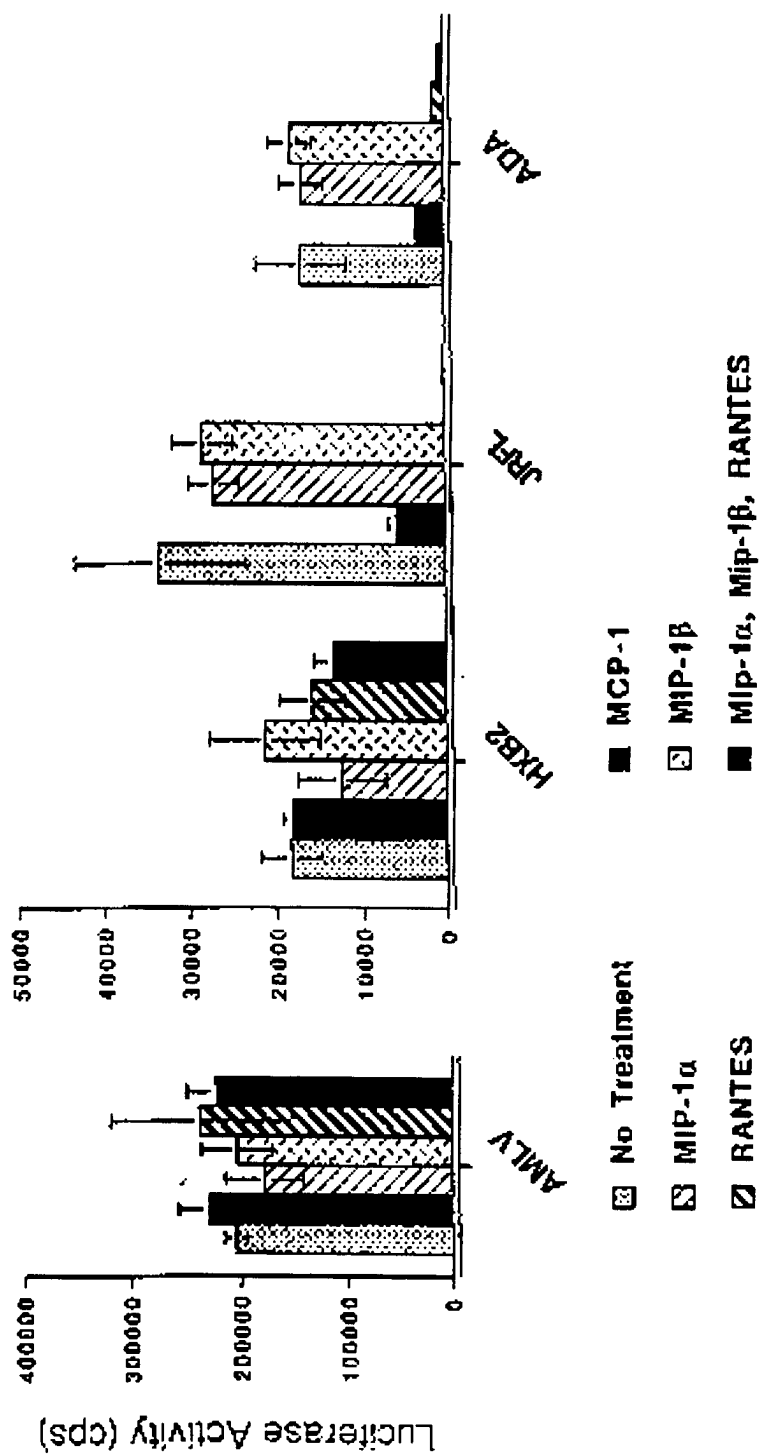 Luciferase Activity (cps)
400000
300000
200000
100000
0
50000
40000
30000
20000
10000
0
AMLV
HXB2
JRFL
ADA
No Treatment
MCP-1
MIP-1α
MIP-1β
RANTES
Mip-1α, Mip-1β, RANTES